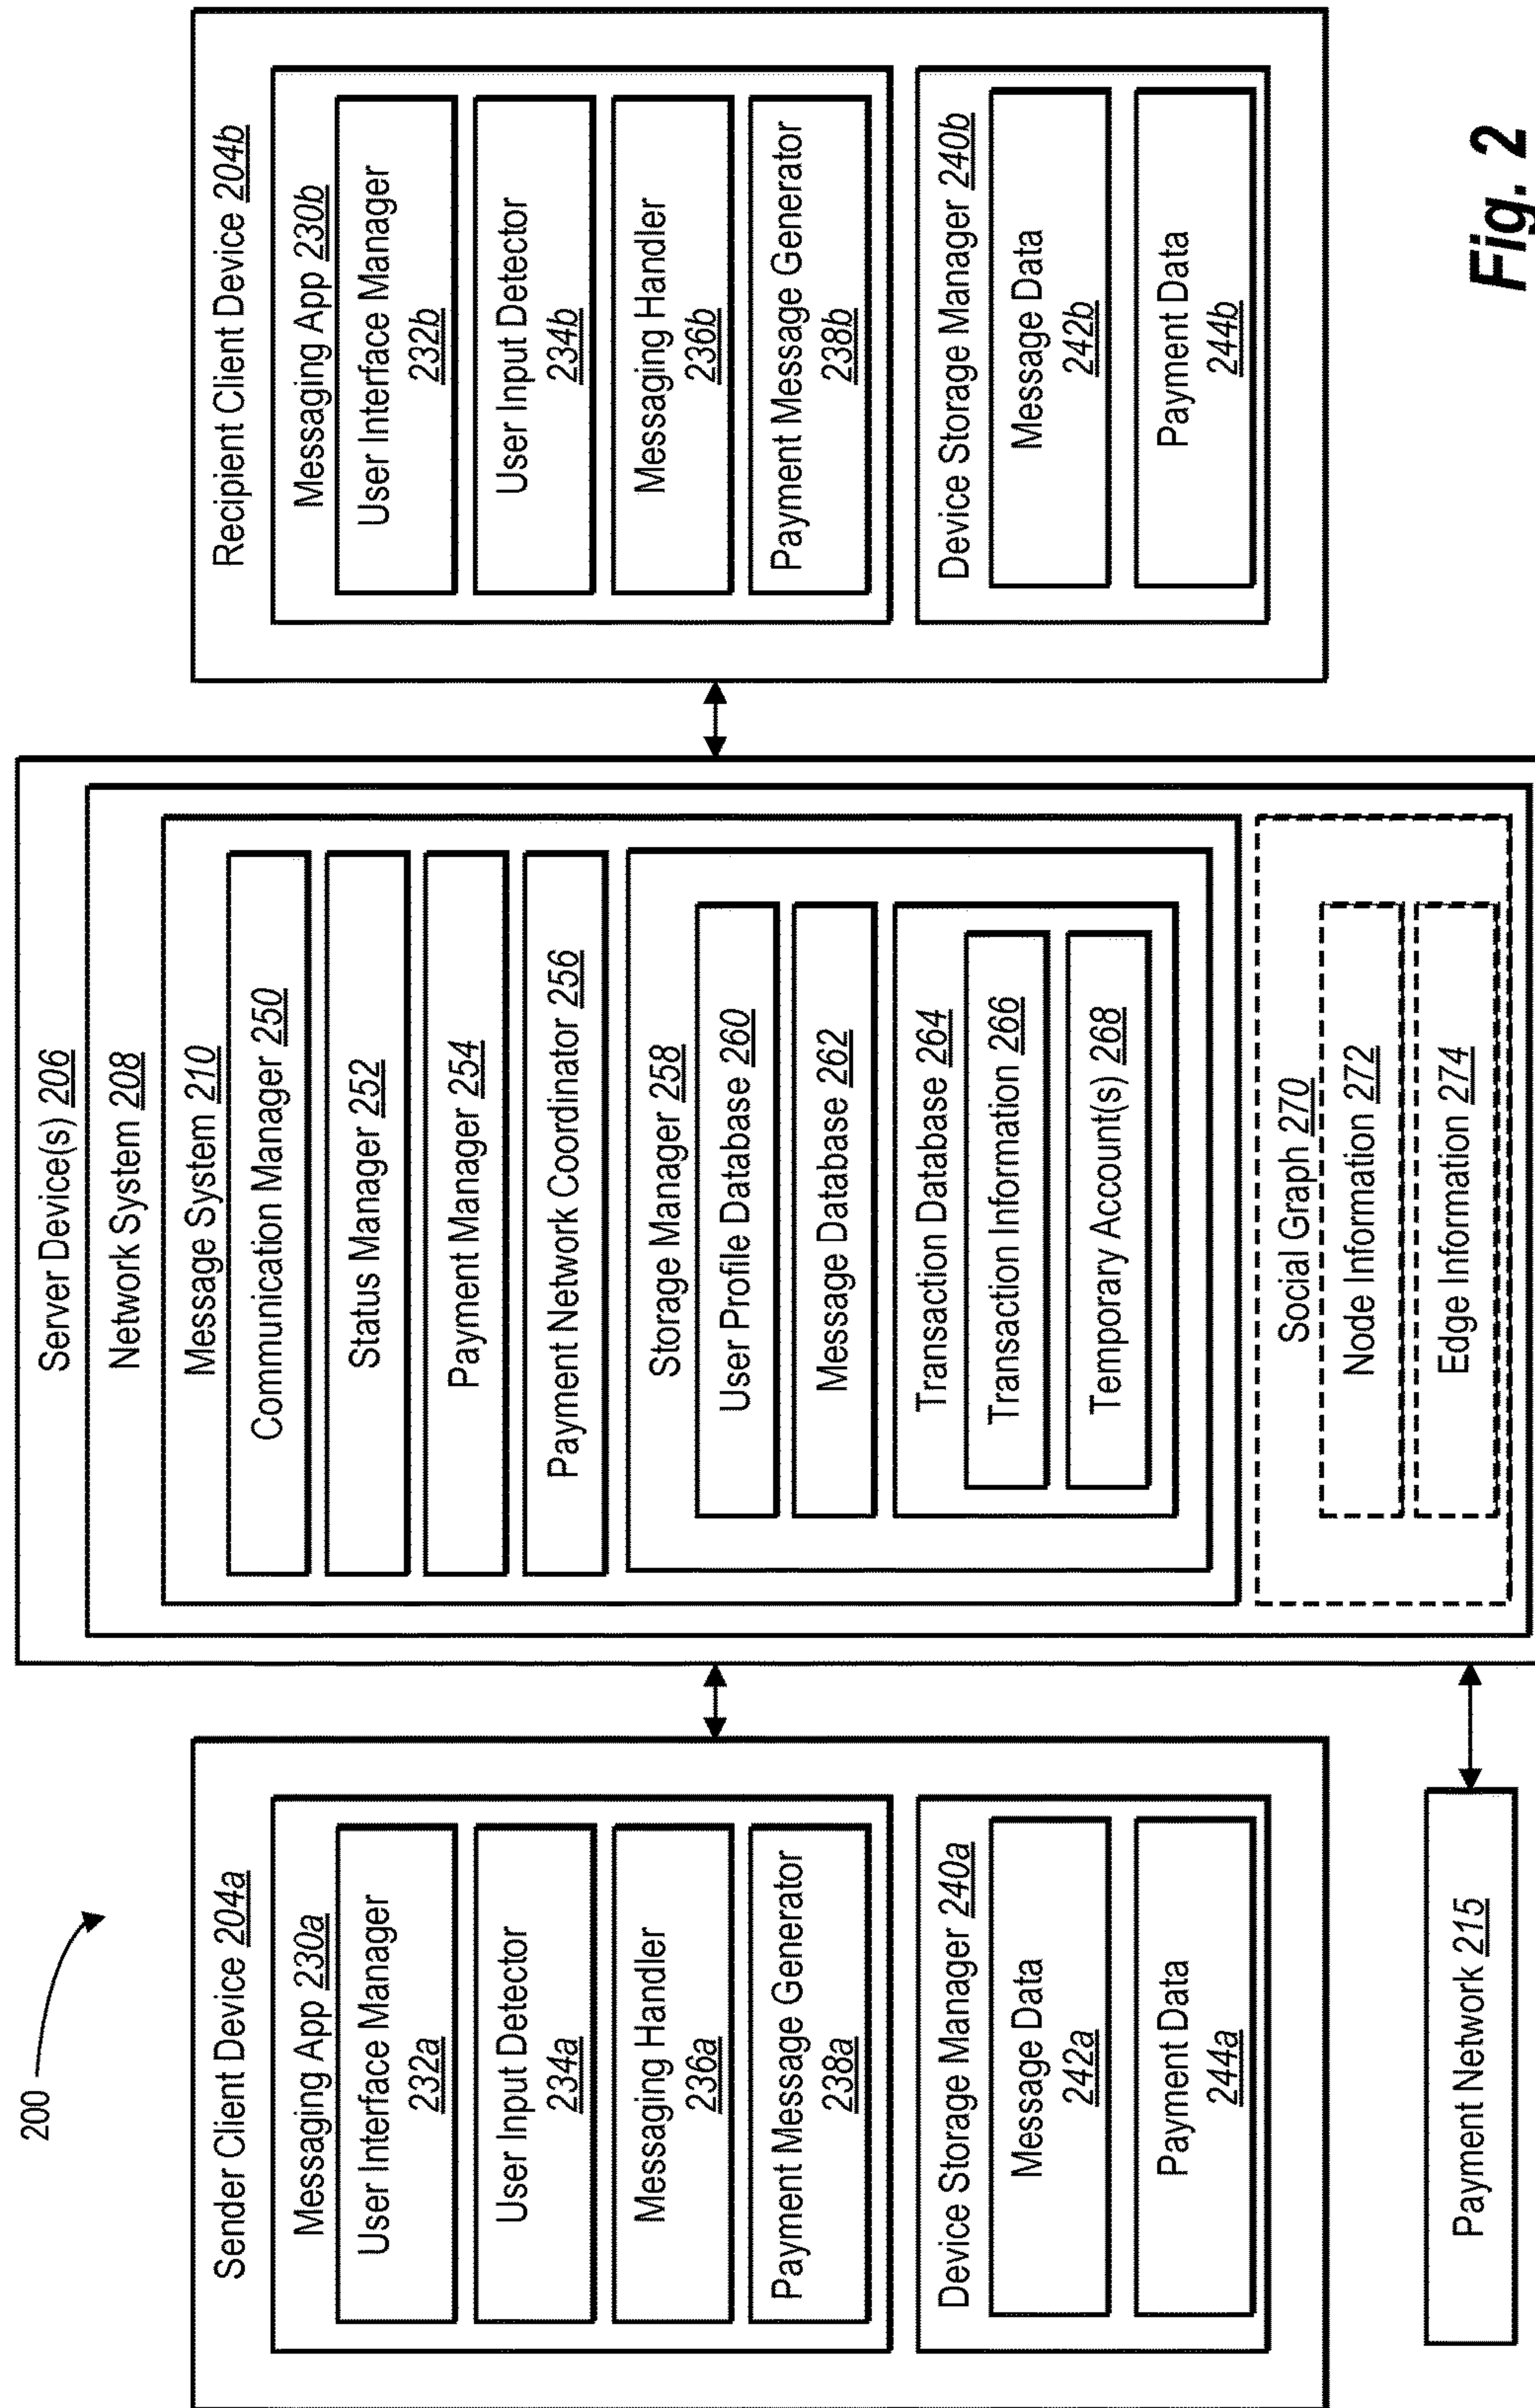 200
Sender Client Device 204a
Messaging App 230a
User Interface Manager
232a
User Input Detector
234a
Messaging Handler
236a
Payment Message Generator
238a
Device Storage Manager 240a
Message Data
242a
Payment Data
244a
Payment Network 215
Server Device(s) 206
Network System 208
Message System 210
Communication Manager 250
Status Manager 252
Payment Manager 254
Payment Network Coordinator 256
Storage Manager 258
User Profile Database 260
Message Database 262
Transaction Database 264
Transaction Information 266
Temporary Account(s) 268
Social Graph 270
Node Information 272
Edge Information 274
Recipient Client Device 204b
Messaging App 230b
User Interface Manager
232b
User Input Detector
234b
Messaging Handler
236b
Payment Message Generator
238b
Device Storage Manager 240b
Message Data
242b
Payment Data
244b
Fig. 2